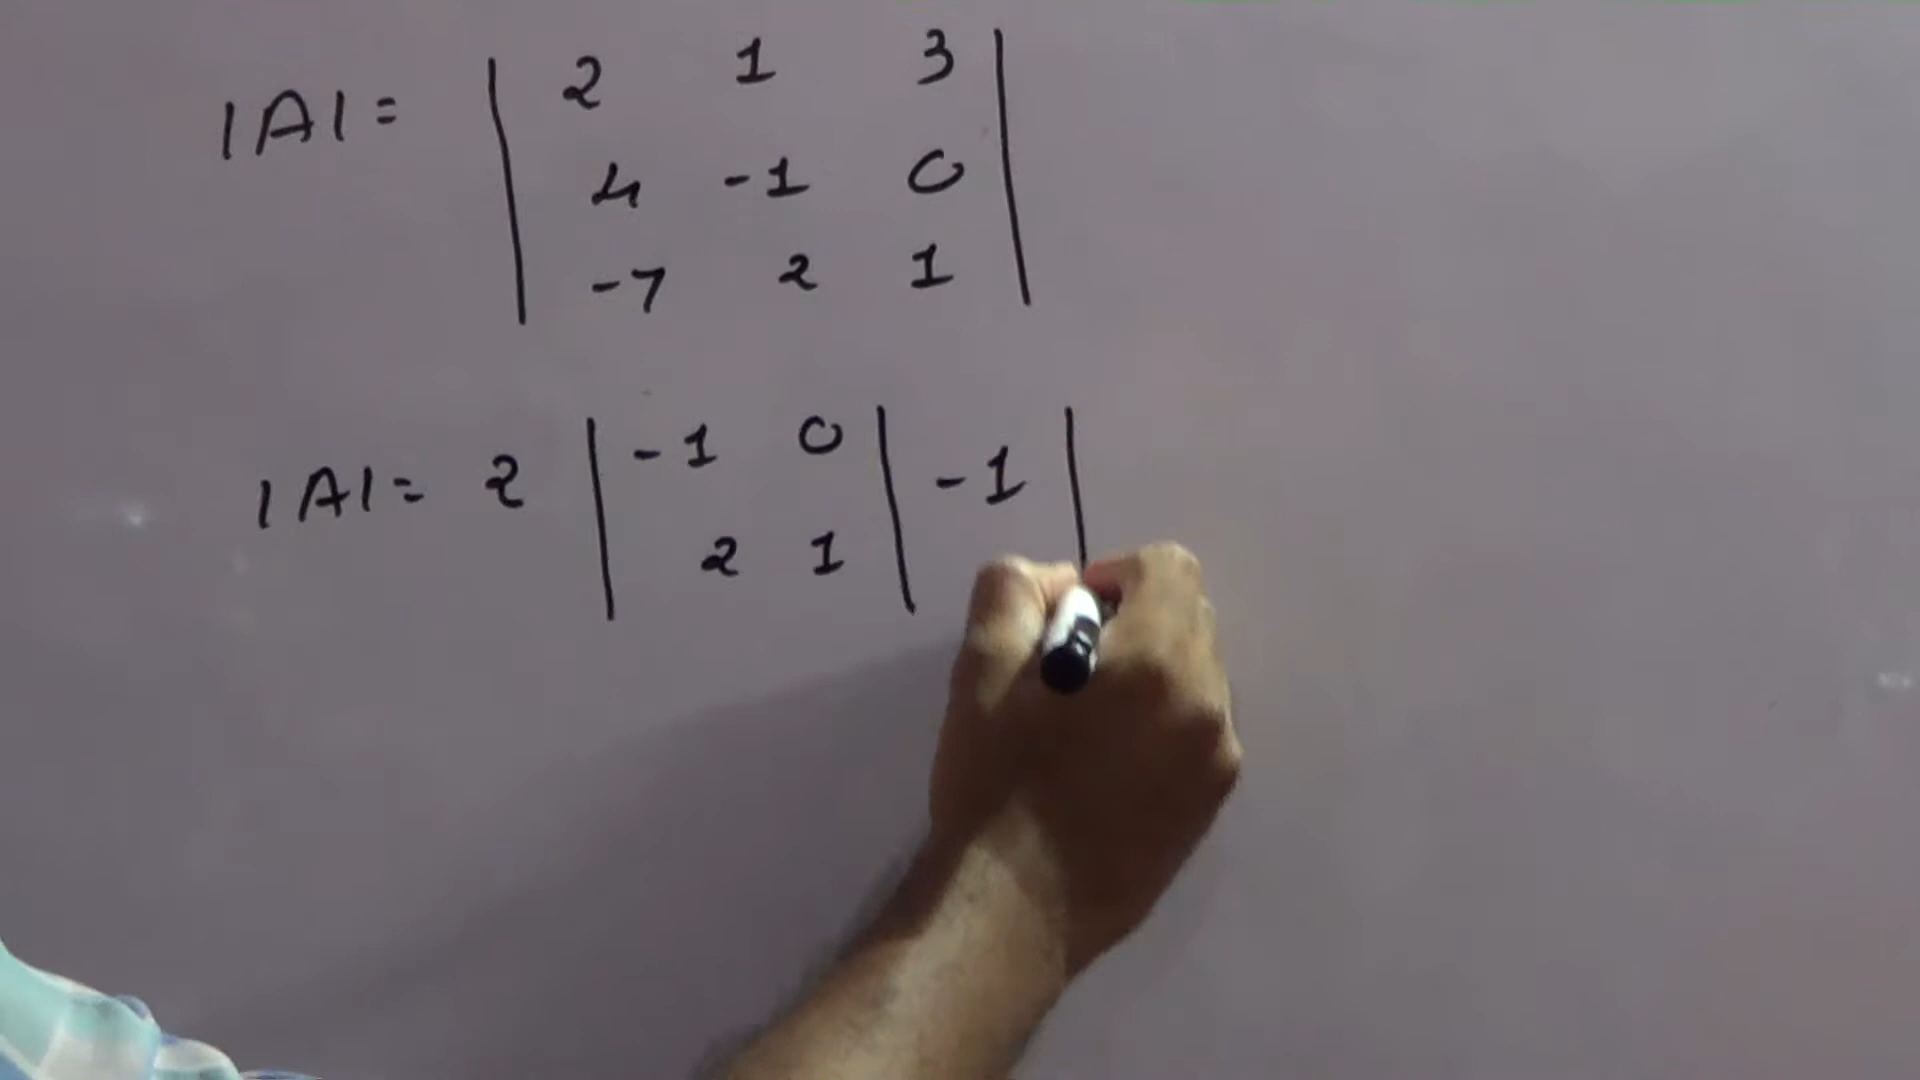 |A| = | 2 1 3 |
| 4 -1 0 |
| -7 2 1 |
|A| = 2 | -1 0 | -1 |
| 2 1 |